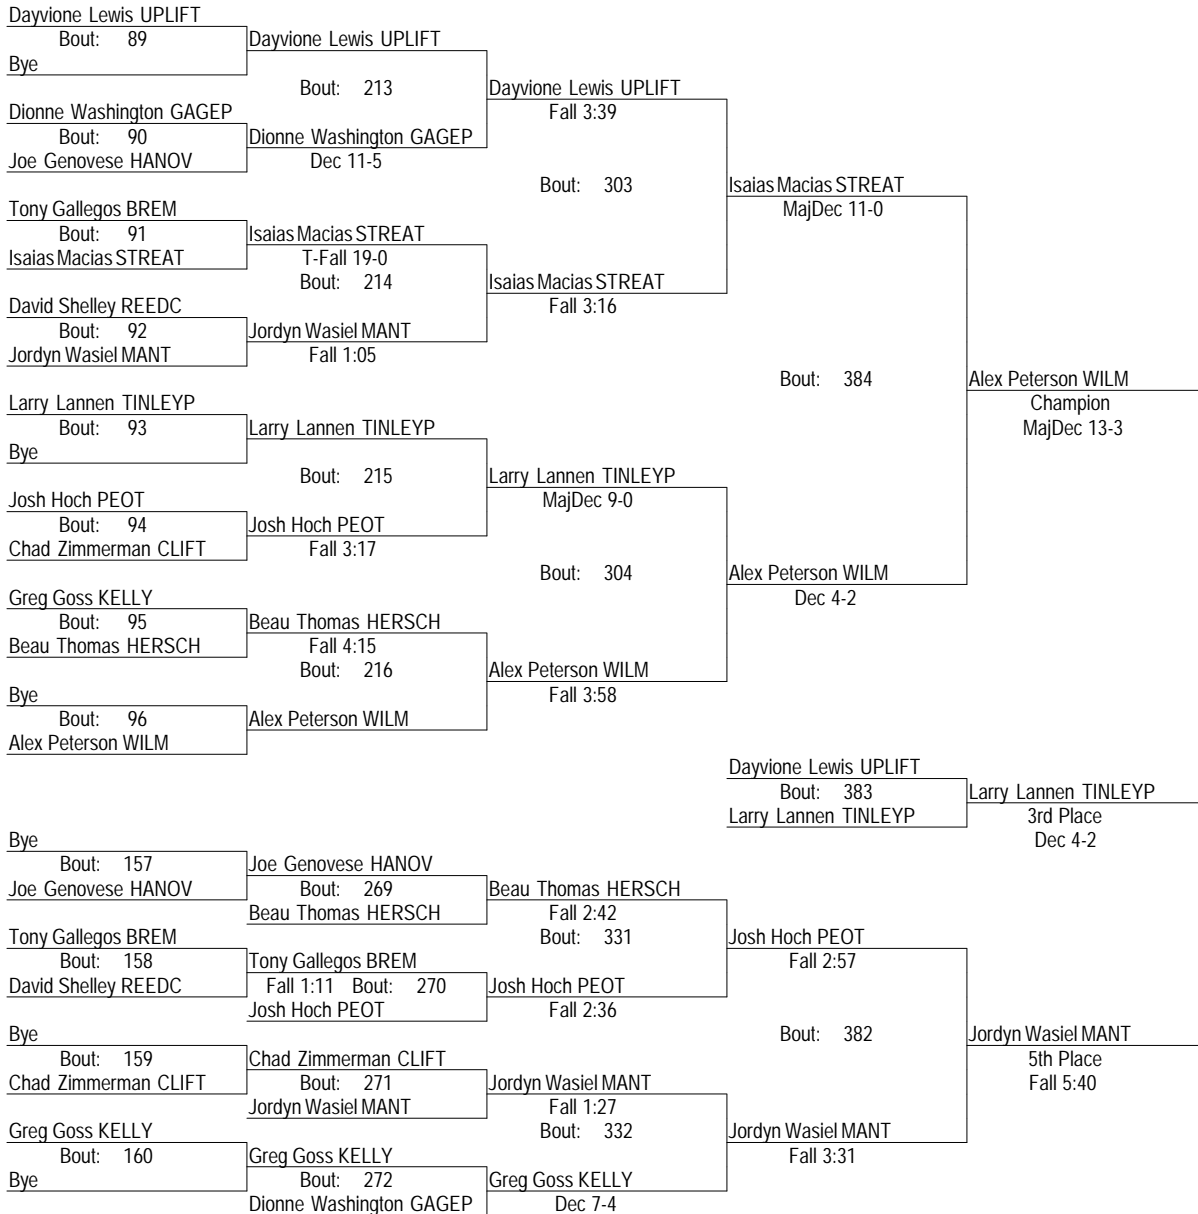 Dayvione Lewis UPLIFT
Bout: 89
Bye
Dayvione Lewis UPLIFT
Bout: 213
Dayvione Lewis UPLIFT
Fall 3:39
Dionne Washington GAGEP
Bout: 90
Joe Genovese HANOV
Dionne Washington GAGEP
Dec 11-5
Bout: 303
Isaias Macias STREAT
MajDec 11-0
Tony Gallegos BREM
Bout: 91
Isaias Macias STREAT
Isaias Macias STREAT
T-Fall 19-0
Bout: 214
Isaias Macias STREAT
Fall 3:16
David Shelley REEDC
Bout: 92
Jordyn Wasiel MANT
Jordyn Wasiel MANT
Fall 1:05
Bout: 384
Alex Peterson WILM
Champion
MajDec 13-3
Larry Lannen TINLEYP
Bout: 93
Bye
Larry Lannen TINLEYP
Bout: 215
Larry Lannen TINLEYP
MajDec 9-0
Josh Hoch PEOT
Bout: 94
Chad Zimmerman CLIFT
Josh Hoch PEOT
Fall 3:17
Bout: 304
Alex Peterson WILM
Dec 4-2
Greg Goss KELLY
Bout: 95
Beau Thomas HERSCH
Beau Thomas HERSCH
Fall 4:15
Bout: 216
Alex Peterson WILM
Fall 3:58
Bye
Bout: 96
Alex Peterson WILM
Alex Peterson WILM
Dayvione Lewis UPLIFT
Bout: 383
Larry Lannen TINLEYP
Larry Lannen TINLEYP
3rd Place
Dec 4-2
Bye
Bout: 157
Joe Genovese HANOV
Joe Genovese HANOV
Bout: 269
Beau Thomas HERSCH
Beau Thomas HERSCH
Fall 2:42
Bout: 331
Josh Hoch PEOT
Fall 2:57
Tony Gallegos BREM
Bout: 158
David Shelley REEDC
Tony Gallegos BREM
Fall 1:11 Bout: 270
Josh Hoch PEOT
Josh Hoch PEOT
Fall 2:36
Bout: 382
Jordyn Wasiel MANT
5th Place
Fall 5:40
Bye
Bout: 159
Chad Zimmerman CLIFT
Chad Zimmerman CLIFT
Bout: 271
Jordyn Wasiel MANT
Jordyn Wasiel MANT
Fall 1:27
Bout: 332
Jordyn Wasiel MANT
Fall 3:31
Greg Goss KELLY
Bout: 160
Bye
Greg Goss KELLY
Bout: 272
Dionne Washington GAGEP
Greg Goss KELLY
Dec 7-4